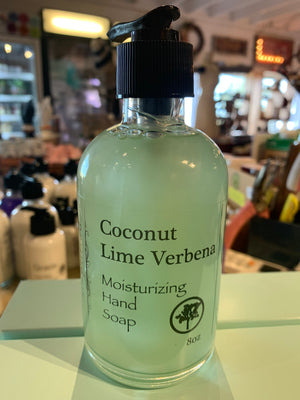 Coconut
Lime Verbena
Moisturizing
Hand
Soap
8oz